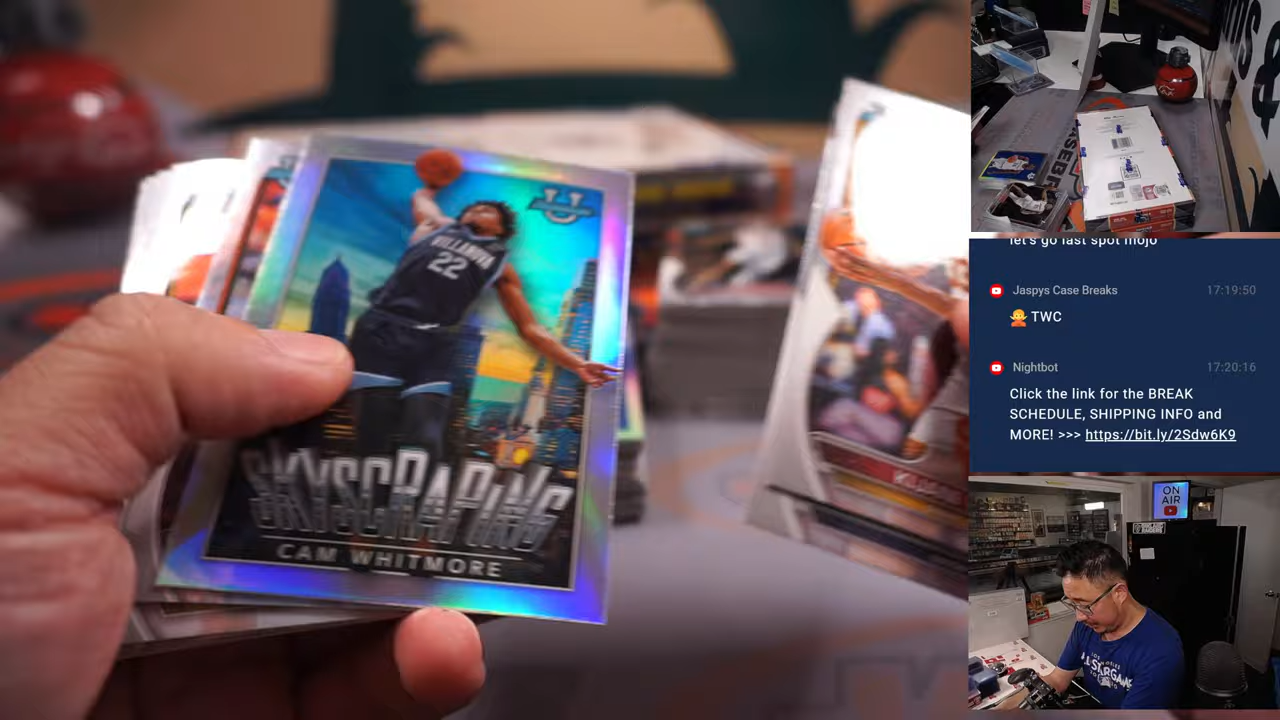 VILLANOVA
22
U
SKYSCRAPING
CAM WHITMORE
let's go last spot mojo
Jaspys Case Breaks
17:19:50
TWC
Nightbot
17:20:16
Click the link for the BREAK
SCHEDULE, SHIPPING INFO and
MORE! >>> https://bit.ly/2Sdw6K9
ON
AIR